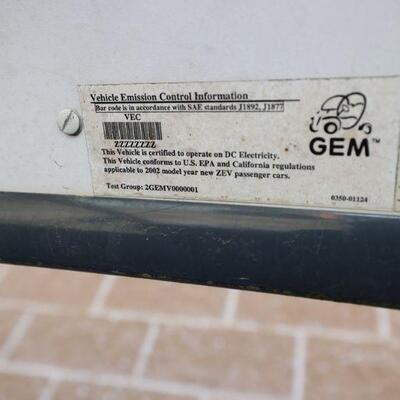 Vehicle Emission Control Information
Bar code is in accordance with SAE standards J1892, J1877
VEC
ZZZZZZZZ
This Vehicle is certified to operate on DC Electricity.
This Vehicle conforms to U.S. EPA and California regulations
applicable to 2002 model year new ZEV passenger cars.
Test Group: 2GEMV0000001
GEM™
0350-01124